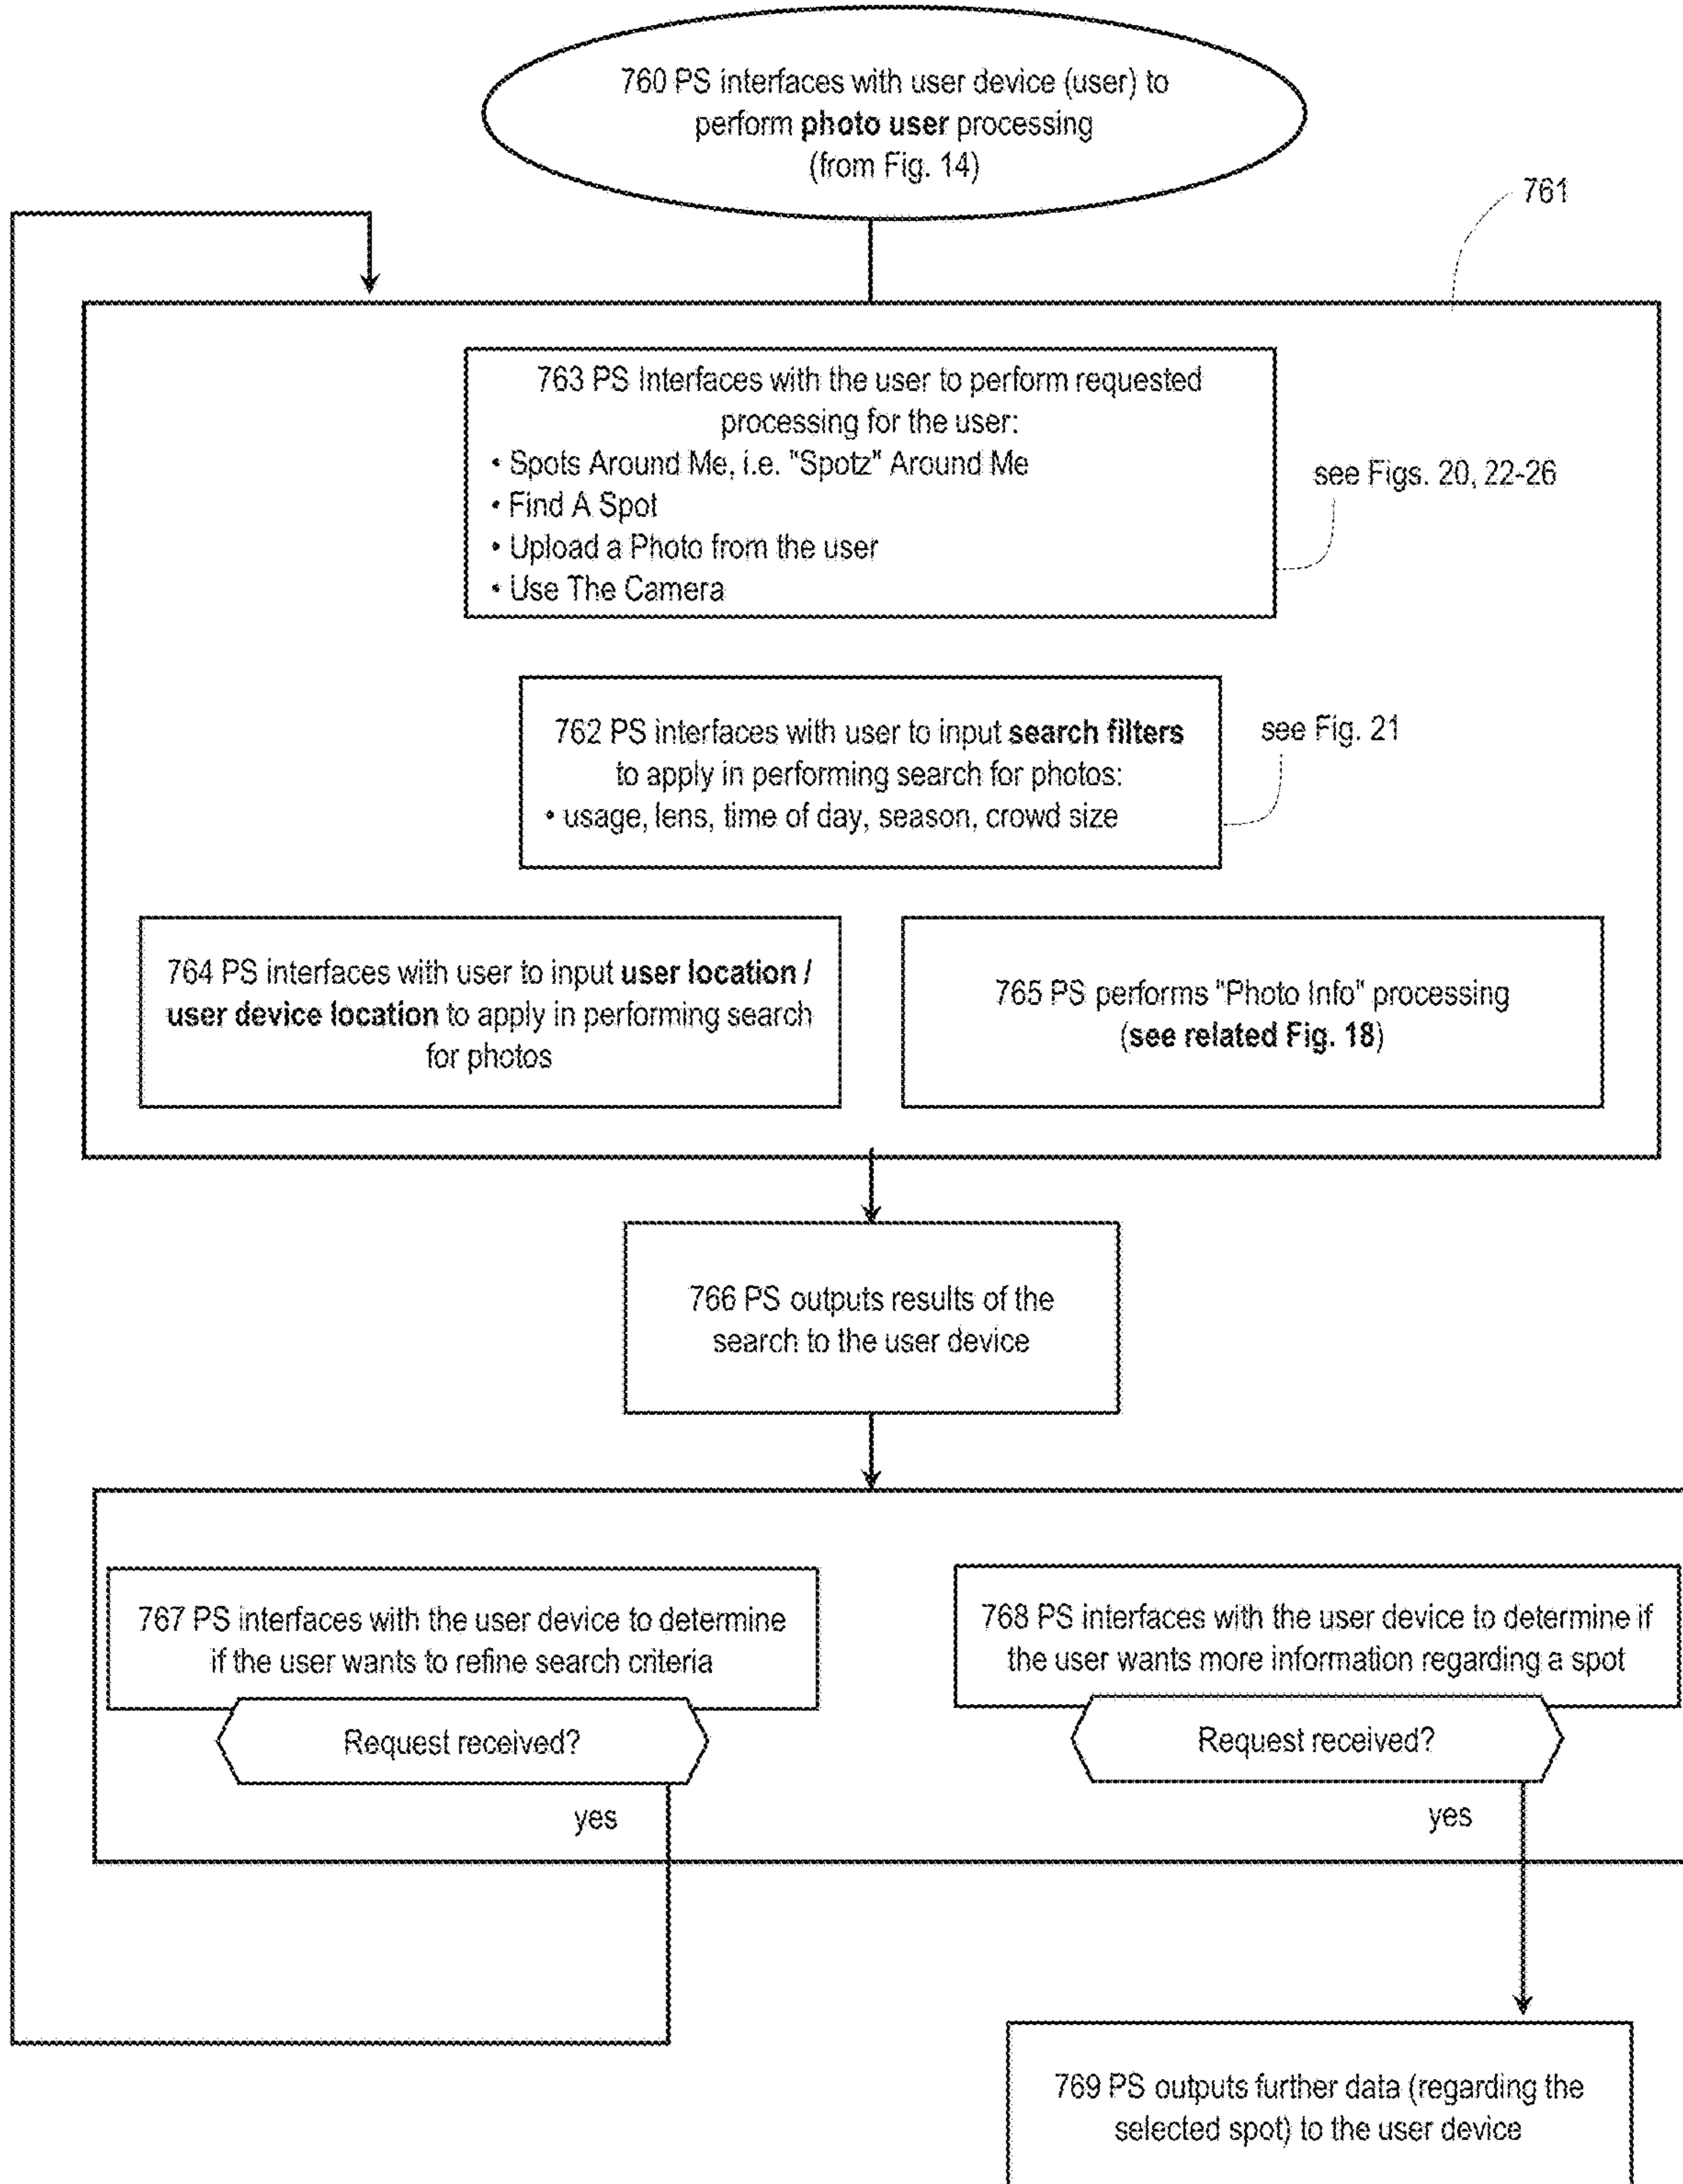 760 PS interfaces with user device (user) to
perform photo user processing
(from Fig. 14)
761
763 PS Interfaces with the user to perform requested
processing for the user:
• Spots Around Me, i.e. "Spotz" Around Me
• Find A Spot
• Upload a Photo from the user
• Use The Camera
see Figs. 20, 22-26
762 PS interfaces with user to input search filters
to apply in performing search for photos:
• usage, lens, time of day, season, crowd size
see Fig. 21
764 PS interfaces with user to input user location /
user device location to apply in performing search
for photos
765 PS performs "Photo Info" processing
(see related Fig. 18)
766 PS outputs results of the
search to the user device
767 PS interfaces with the user device to determine
if the user wants to refine search criteria
Request received?
yes
768 PS interfaces with the user device to determine if
the user wants more information regarding a spot
Request received?
yes
769 PS outputs further data (regarding the
selected spot) to the user device